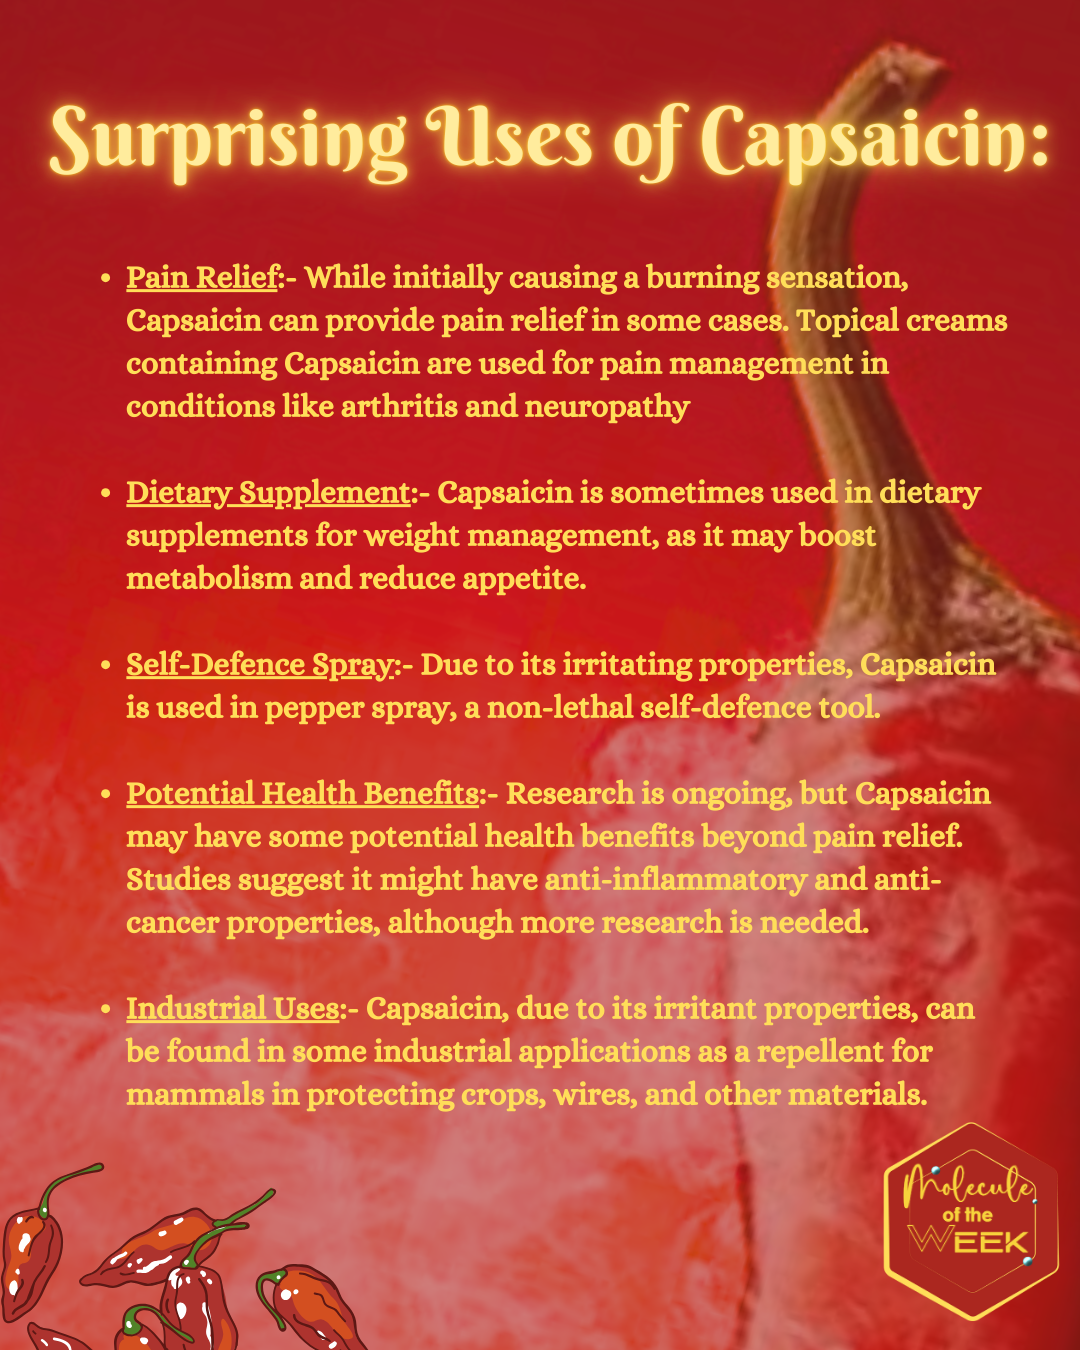 Surprising Uses of Capsaicin:
• Pain Relief:- While initially causing a burning sensation,
Capsaicin can provide pain relief in some cases. Topical creams
containing Capsaicin are used for pain management in
conditions like arthritis and neuropathy
• Dietary Supplement:- Capsaicin is sometimes used in dietary
supplements for weight management, as it may boost
metabolism and reduce appetite.
• Self-Defence Spray:- Due to its irritating properties, Capsaicin
is used in pepper spray, a non-lethal self-defence tool.
• Potential Health Benefits:- Research is ongoing, but Capsaicin
may have some potential health benefits beyond pain relief.
Studies suggest it might have anti-inflammatory and anti-
cancer properties, although more research is needed.
• Industrial Uses:- Capsaicin, due to its irritant properties, can
be found in some industrial applications as a repellent for
mammals in protecting crops, wires, and other materials.
Molecule
of the
WEEK